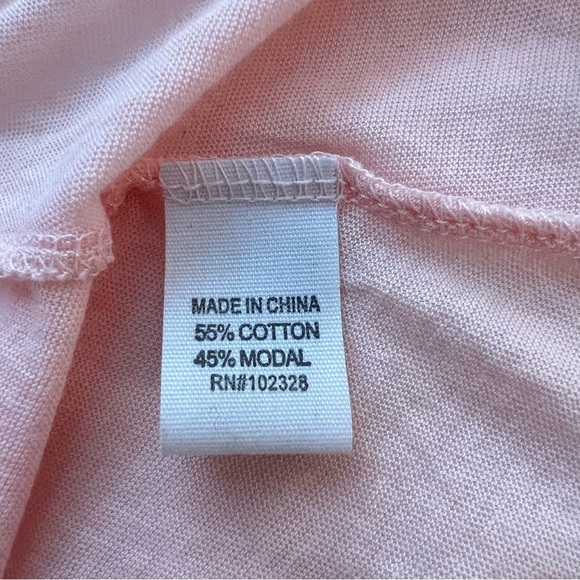 MADE IN CHINA
55% COTTON
45% MODAL
RN#102328